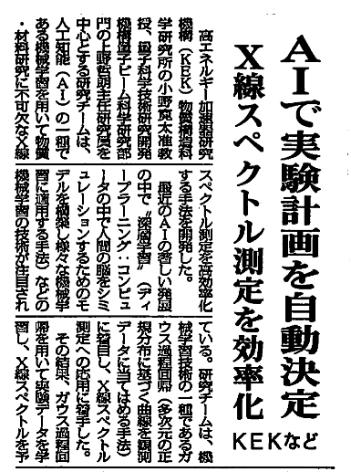 AIで実験計画を自動決定
X線スペクトル測定を効率化
KEKなど
高エネルギー加速器研究
機構(KEK)物質構造科
学研究所の小野寛太准教
授、量子科学技術研究開発
機構量子ビーム科学研究部
門の上野哲朗主任研究員を
中心とする研究チームは、
人工知能(AI)の一種で
ある機械学習を用いて物質
・材料研究に不可欠なX線
スペクトル測定を高効率化
する手法を開発した。
最近のAIの著しい発展
の中で“深層学習”(ディ
ープラーニング:コンピュ
ータの中で人間の脳をシミ
ュレーションするためのモ
デルを構築し様々な機械学
習に適用する手法)などの
機械学習の技術が注目され
ている。研究チームは、機
械学習技術の一種であるガ
ウス過程回帰(多次元の正
規分布に基づく曲線を観測
データに当てはめる手法)
に着目し、X線スペクトル
測定への応用に着手した。
その結果、ガウス過程回
帰を用いて実験データを学
習し、X線スペクトルを予